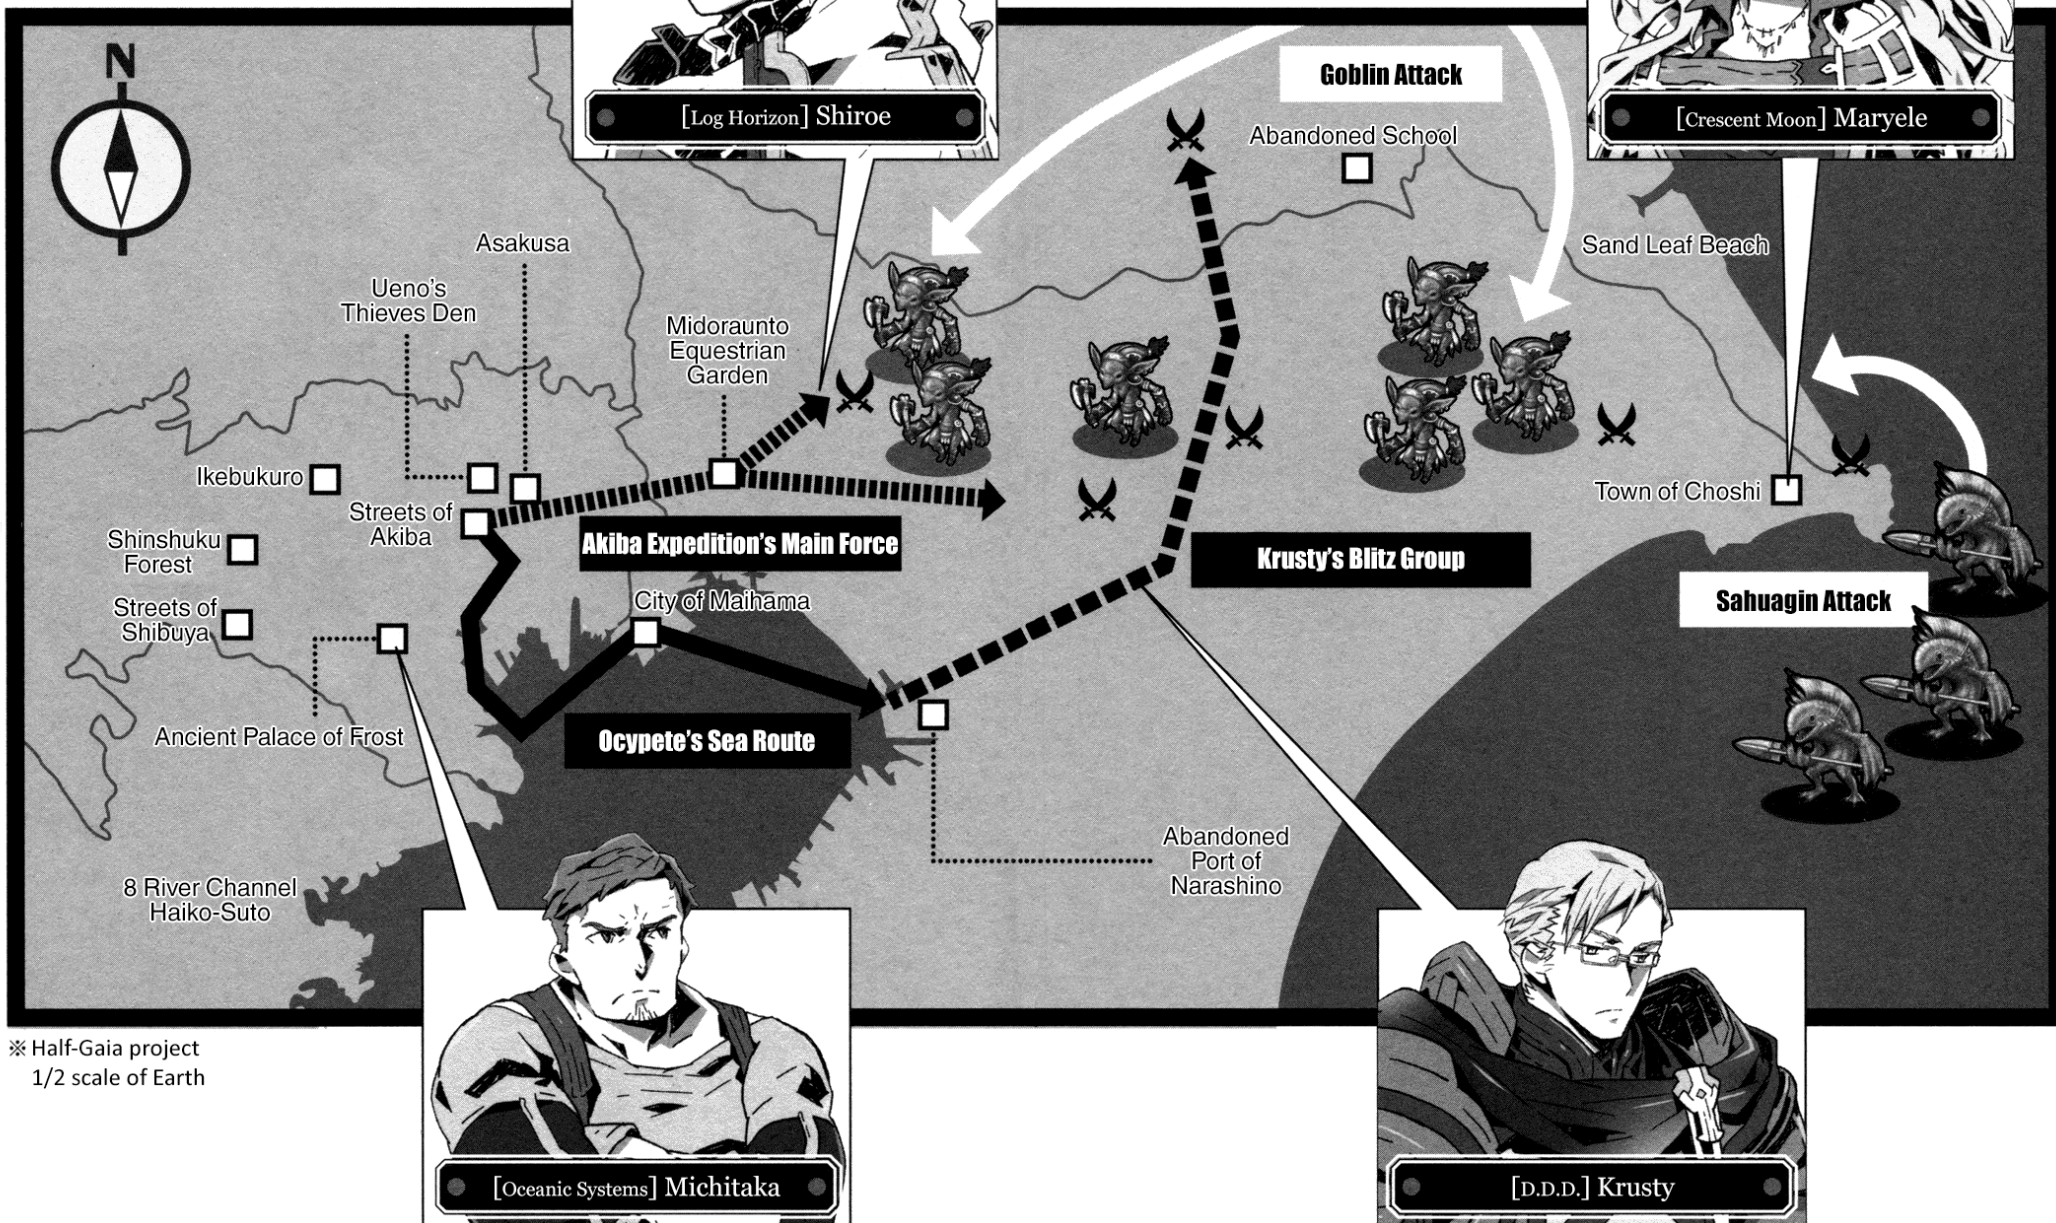 N
[Log Horizon] Shiroe
Goblin Attack
[Crescent Moon] Maryele
Abandoned School
Sand Leaf Beach
Asakusa
Ueno's
Thieves Den
Midoraunto
Equestrian
Garden
Ikebukuro
Streets of
Akiba
Shinshuku
Forest
Streets of
Shibuya
Akiba Expedition's Main Force
Krusty's Blitz Group
Town of Choshi
City of Maihama
Sahuagin Attack
Ancient Palace of Frost
Ocypete's Sea Route
Abandoned
Port of
Narashino
8 River Channel
Haiko-Suto
※ Half-Gaia project
1/2 scale of Earth
[Oceanic Systems] Michitaka
[D.D.D.] Krusty